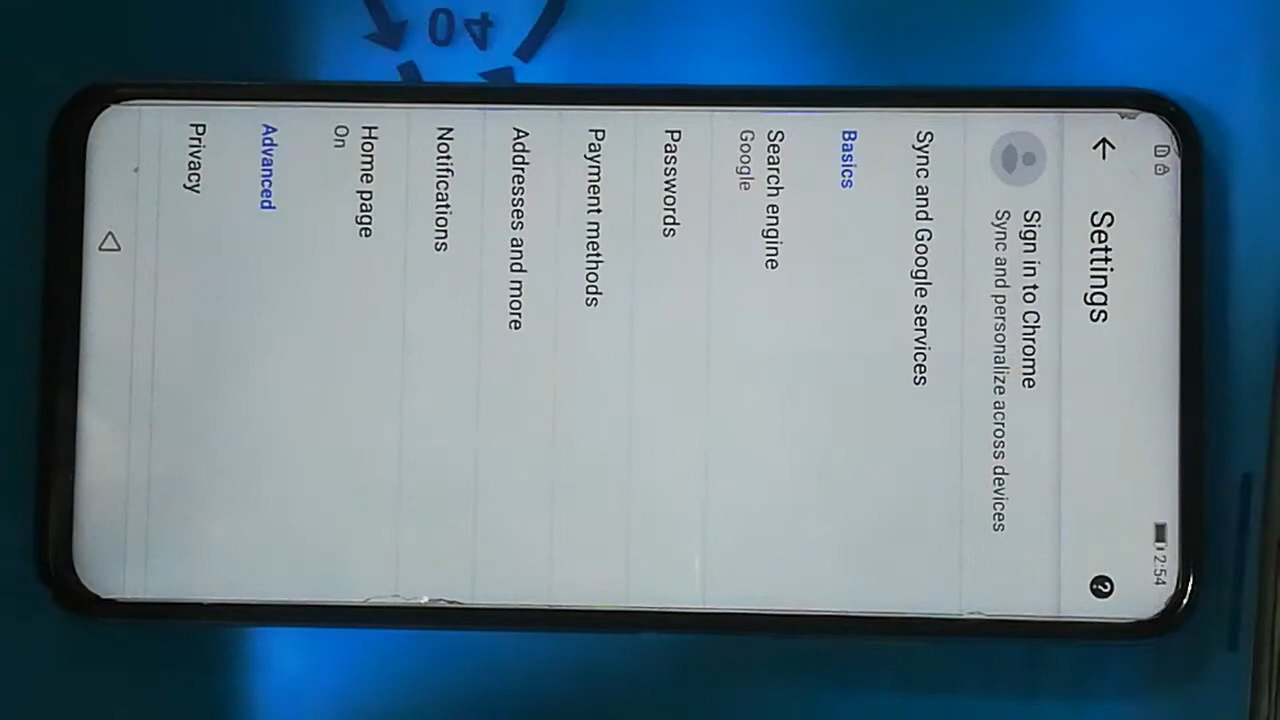 2:54
Settings
Sign in to Chrome
Sync and personalize across devices
Sync and Google services
Basics
Search engine
Google
Passwords
Payment methods
Addresses and more
Notifications
Home page
On
Advanced
Privacy
04